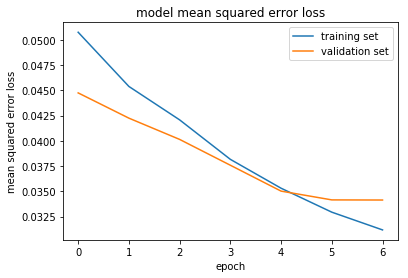 model mean squared error loss
training set
validation set
mean squared error loss
0.0500
0.0475
0.0450
0.0425
0.0400
0.0375
0.0350
0.0325
0 1 2 3 4 5 6
epoch